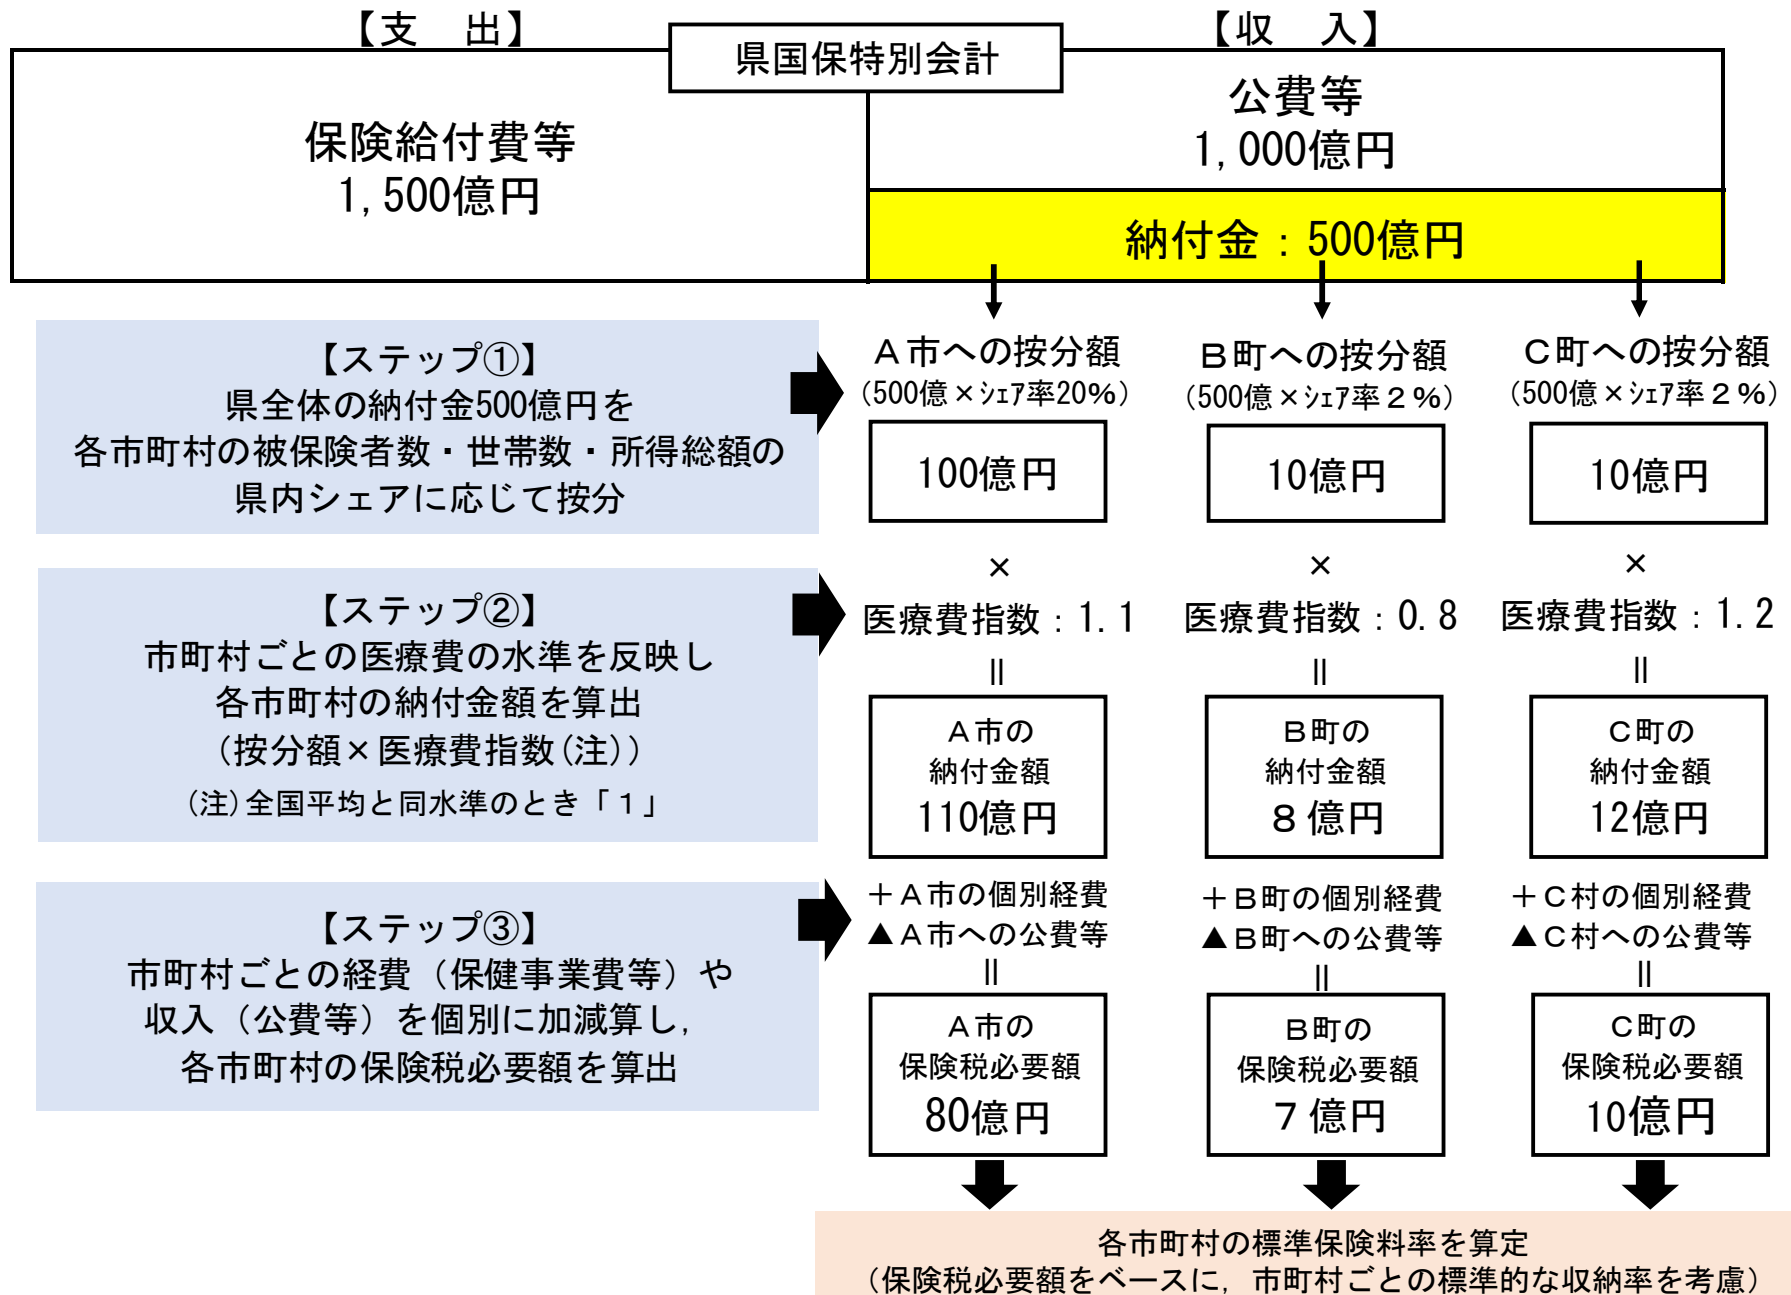 【支　出】
【収　入】
県国保特別会計
保険給付費等
1,500億円
公費等
1,000億円
納付金：500億円
【ステップ①】
県全体の納付金500億円を
各市町村の被保険者数・世帯数・所得総額の
県内シェアに応じて按分
Ａ市への按分額
(500億×ｼｪｱ率20%)
100億円
Ｂ町への按分額
(500億×ｼｪｱ率２%)
10億円
Ｃ町への按分額
(500億×ｼｪｱ率２%)
10億円
【ステップ②】
市町村ごとの医療費の水準を反映し
各市町村の納付金額を算出
（按分額×医療費指数(注)）
(注)全国平均と同水準のとき「１」
×
医療費指数：1.1
＝
Ａ市の
納付金額
110億円
×
医療費指数：0.8
＝
Ｂ町の
納付金額
８億円
×
医療費指数：1.2
＝
Ｃ町の
納付金額
12億円
【ステップ③】
市町村ごとの経費（保健事業費等）や
収入（公費等）を個別に加減算し，
各市町村の保険税必要額を算出
＋Ａ市の個別経費
▲Ａ市への公費等
＝
Ａ市の
保険税必要額
80億円
＋Ｂ町の個別経費
▲Ｂ町への公費等
＝
Ｂ町の
保険税必要額
７億円
＋Ｃ村の個別経費
▲Ｃ村への公費等
＝
Ｃ町の
保険税必要額
10億円
各市町村の標準保険料率を算定
（保険税必要額をベースに，市町村ごとの標準的な収納率を考慮）